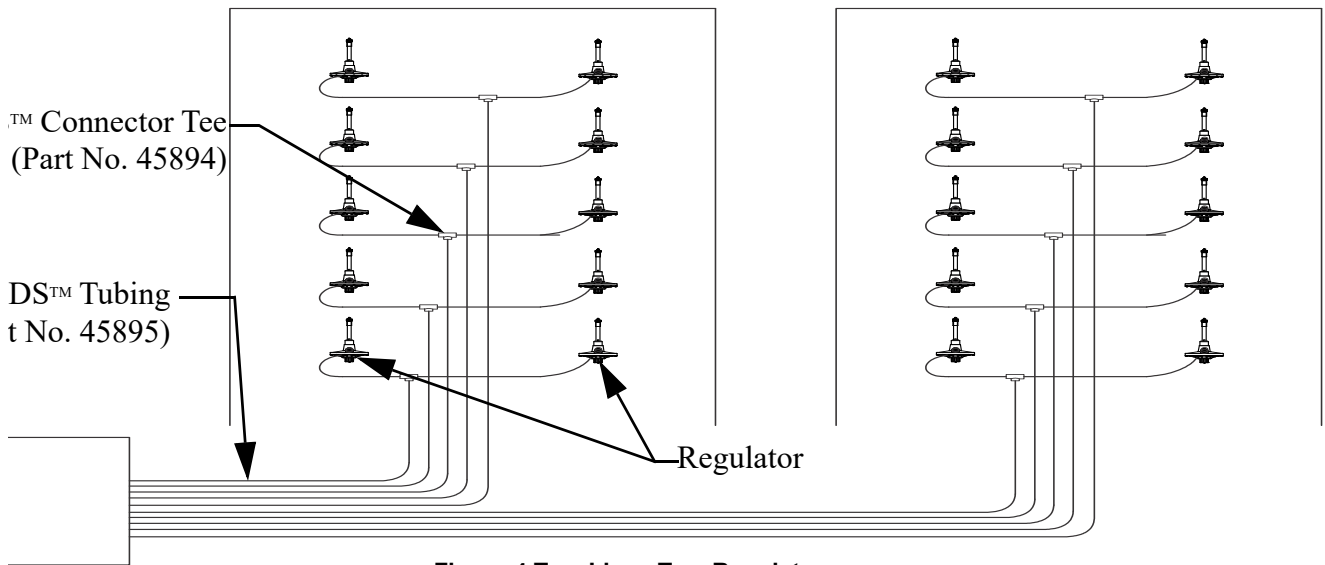 ™ Connector Tee
(Part No. 45894)
DS™ Tubing
t No. 45895)
Regulator